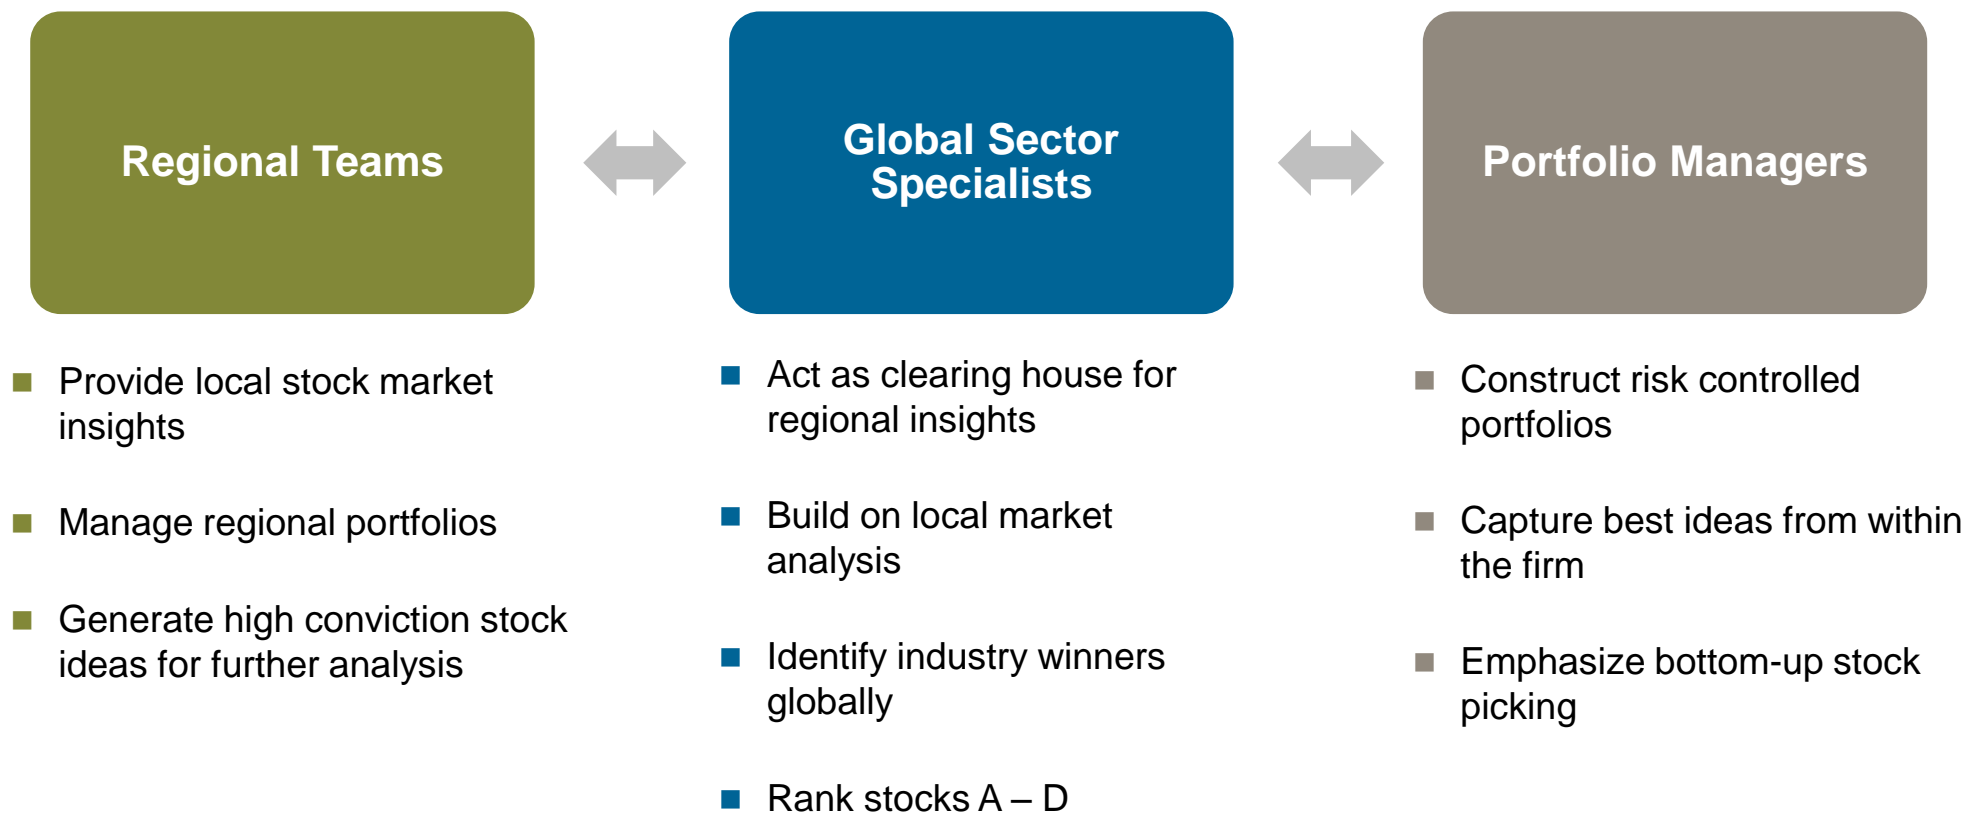 Regional Teams
Global Sector
Specialists
Portfolio Managers
Provide local stock market
insights
Manage regional portfolios
Generate high conviction stock
ideas for further analysis
Act as clearing house for
regional insights
Build on local market
analysis
Identify industry winners
globally
Rank stocks A – D
Construct risk controlled
portfolios
Capture best ideas from within
the firm
Emphasize bottom-up stock
picking